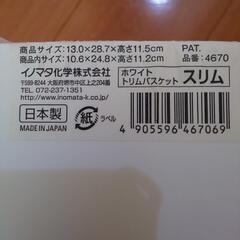 商品サイズ:13.0×28.7×高さ11.5cm
商品内サイズ:10.6×24.8×高さ11.2cm
PAT.
品番:4670
イノマタ化学株式会社
〒599-8244 大阪府堺市中区上之204番
TEL 072-237-1351
http://www.inomata-k.co.jp
ホワイト
トリムバスケット スリム
日本製
MADE IN JAPAN
紙 ラベル
4 905596 467069